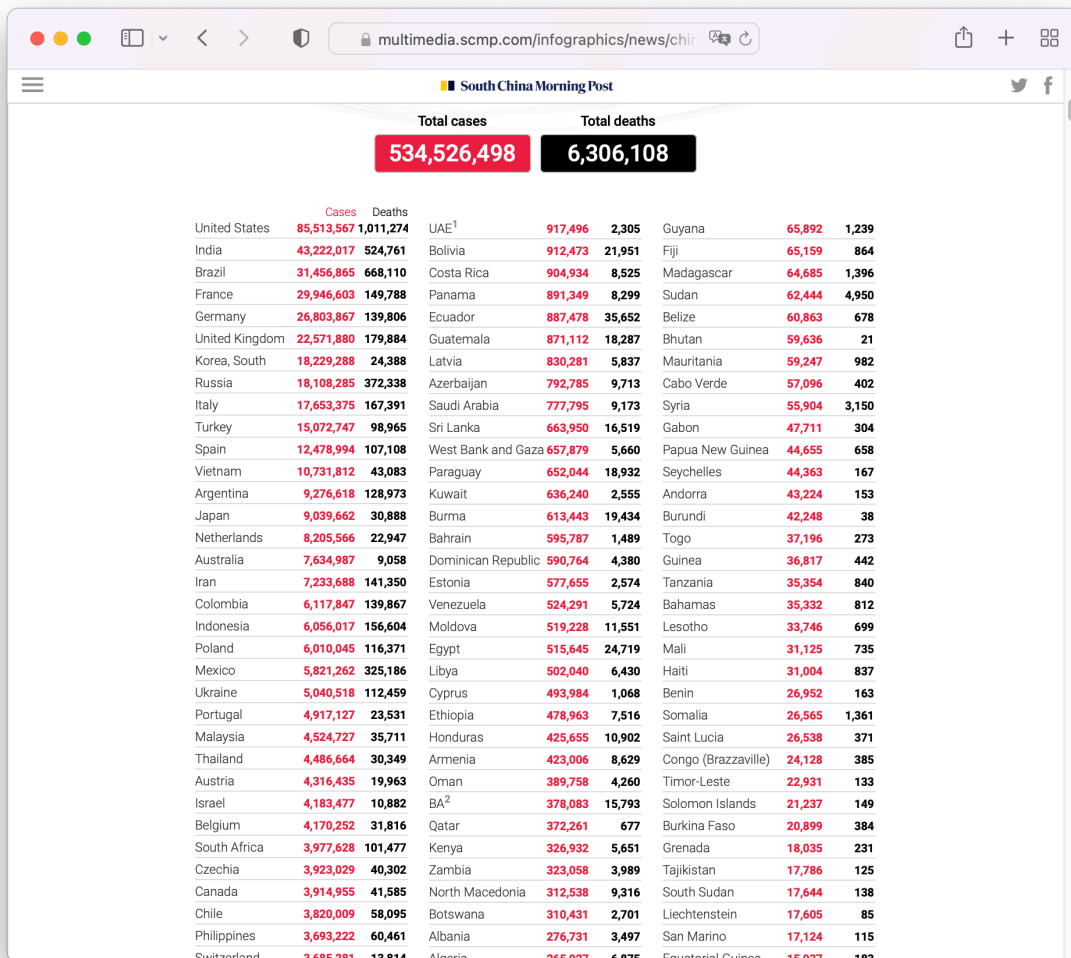 multimedia.scmp.com/infographics/news/chin
South China Morning Post
Total cases Total deaths
534,526,498 6,306,108
Cases Deaths
United States 85,513,567 1,011,274 UAE1 917,496 2,305 Guyana 65,892 1,239
India 43,222,017 524,761 Bolivia 912,473 21,951 Fiji 65,159 864
Brazil 31,456,865 668,110 Costa Rica 904,934 8,525 Madagascar 64,685 1,396
France 29,946,603 149,788 Panama 891,349 8,299 Sudan 62,444 4,950
Germany 26,803,867 139,806 Ecuador 887,478 35,652 Belize 60,863 678
United Kingdom 22,571,880 179,884 Guatemala 871,112 18,287 Bhutan 59,636 21
Korea, South 18,229,288 24,388 Latvia 830,281 5,837 Mauritania 59,247 982
Russia 18,108,285 372,338 Azerbaijan 792,785 9,713 Cabo Verde 57,096 402
Italy 17,653,375 167,391 Saudi Arabia 777,795 9,173 Syria 55,904 3,150
Turkey 15,072,747 98,965 Sri Lanka 663,950 16,519 Gabon 47,711 304
Spain 12,478,994 107,108 West Bank and Gaza 657,879 5,660 Papua New Guinea 44,655 658
Vietnam 10,731,812 43,083 Paraguay 652,044 18,932 Seychelles 44,363 167
Argentina 9,276,618 128,973 Kuwait 636,240 2,555 Andorra 43,224 153
Japan 9,039,662 30,888 Burma 613,443 19,434 Burundi 42,248 38
Netherlands 8,205,566 22,947 Bahrain 595,787 1,489 Togo 37,196 273
Australia 7,634,987 9,058 Dominican Republic 590,764 4,380 Guinea 36,817 442
Iran 7,233,688 141,350 Estonia 577,655 2,574 Tanzania 35,354 840
Colombia 6,117,847 139,867 Venezuela 524,291 5,724 Bahamas 35,332 812
Indonesia 6,056,017 156,604 Moldova 519,228 11,551 Lesotho 33,746 699
Poland 6,010,045 116,371 Egypt 515,645 24,719 Mali 31,125 735
Mexico 5,821,262 325,186 Libya 502,040 6,430 Haiti 31,004 837
Ukraine 5,040,518 112,459 Cyprus 493,984 1,068 Benin 26,952 163
Portugal 4,917,127 23,531 Ethiopia 478,963 7,516 Somalia 26,565 1,361
Malaysia 4,524,727 35,711 Honduras 425,655 10,902 Saint Lucia 26,538 371
Thailand 4,486,664 30,349 Armenia 423,006 8,629 Congo (Brazzaville) 24,128 385
Austria 4,316,435 19,963 Oman 389,758 4,260 Timor-Leste 22,931 133
Israel 4,183,477 10,882 BA2 378,083 15,793 Solomon Islands 21,237 149
Belgium 4,170,252 31,816 Qatar 372,261 677 Burkina Faso 20,899 384
South Africa 3,977,628 101,477 Kenya 326,932 5,651 Grenada 18,035 231
Czechia 3,923,029 40,302 Zambia 323,058 3,989 Tajikistan 17,786 125
Canada 3,914,955 41,585 North Macedonia 312,538 9,316 South Sudan 17,644 138
Chile 3,820,009 58,095 Botswana 310,431 2,701 Liechtenstein 17,605 85
Philippines 3,693,222 60,461 Albania 276,731 3,497 San Marino 17,124 115
Switzerland Algeria Equatorial Guinea